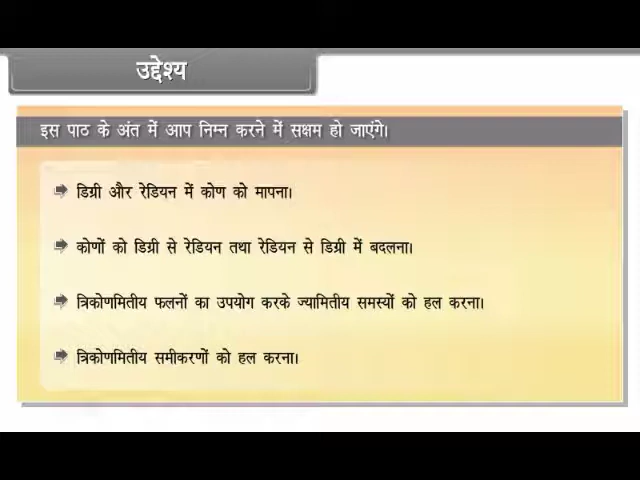 उद्देश्य
इस पाठ के अंत में आप निम्न करने में सक्षम हो जाएंगे।
डिग्री और रेडियन में कोण को मापना।
कोणों को डिग्री से रेडियन तथा रेडियन से डिग्री में बदलना।
त्रिकोणमितीय फलनों का उपयोग करके ज्यामितीय समस्यों को हल करना।
त्रिकोणमितीय समीकरणों को हल करना।